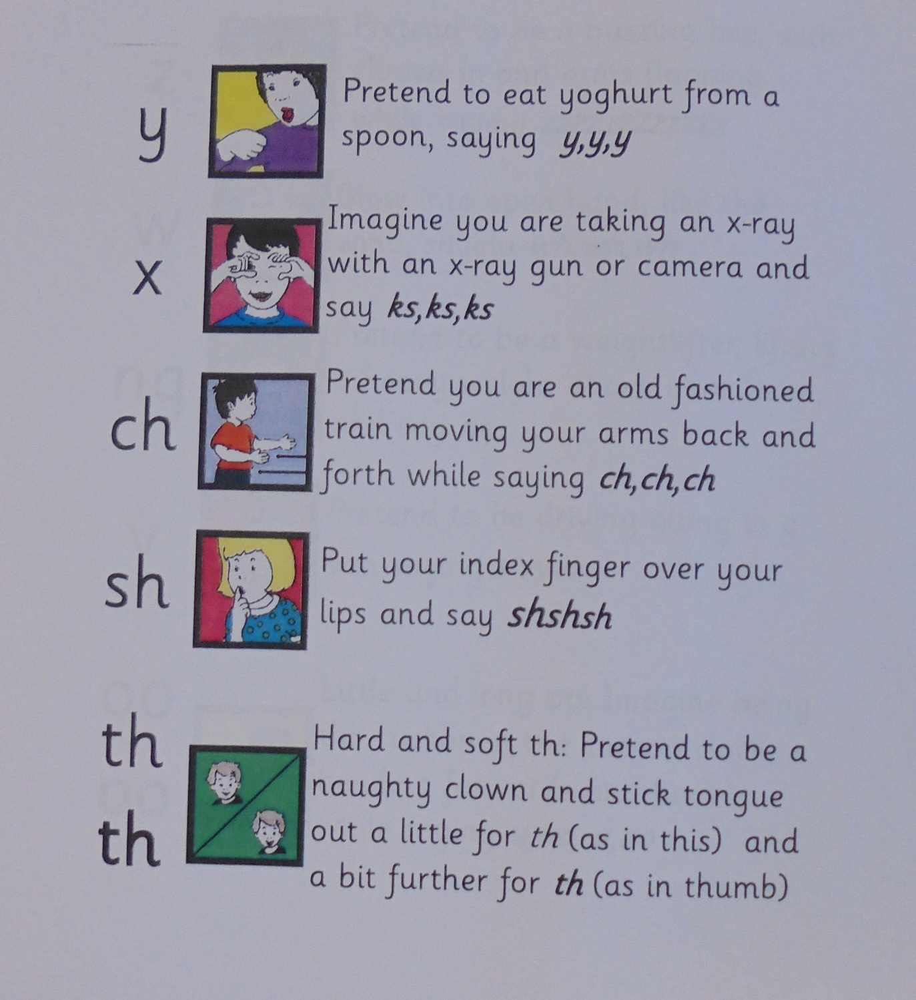 y
Pretend to eat yoghurt from a
spoon, saying y,y,y
x
Imagine you are taking an x-ray
with an x-ray gun or camera and
say ks,ks,ks
ch
Pretend you are an old fashioned
train moving your arms back and
forth while saying ch,ch,ch
sh
Put your index finger over your
lips and say shshsh
th
th
Hard and soft th: Pretend to be a
naughty clown and stick tongue
out a little for th (as in this) and
a bit further for th (as in thumb)